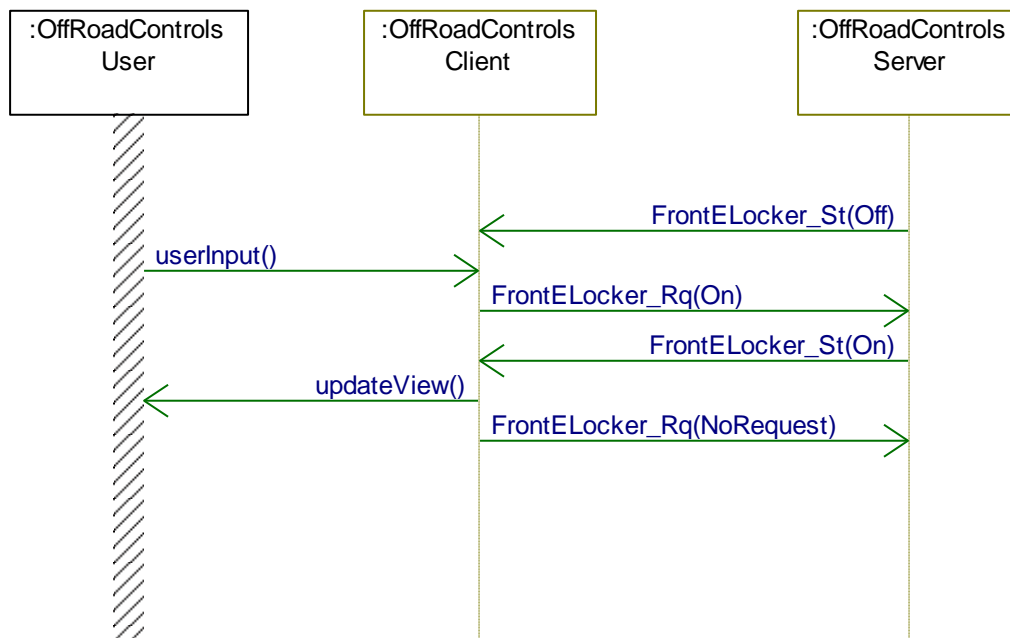 :OffRoadControls
User
:OffRoadControls
Client
:OffRoadControls
Server
FrontELocker_St(Off)
userInput()
FrontELocker_Rq(On)
FrontELocker_St(On)
updateView()
FrontELocker_Rq(NoRequest)